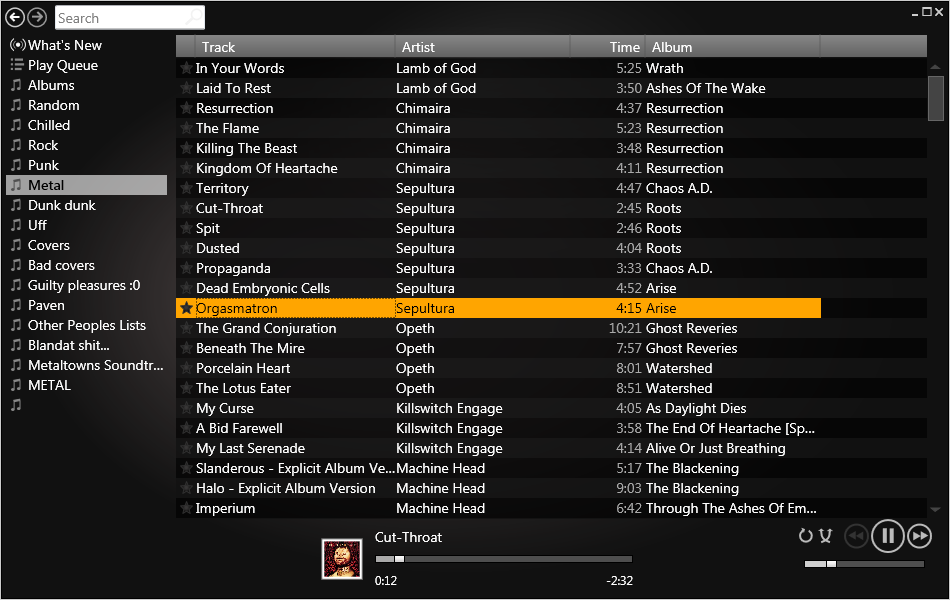 Search
What's New
Play Queue
Albums
Random
Chilled
Rock
Punk
Metal
Dunk dunk
Uff
Covers
Bad covers
Guilty pleasures :0
Paven
Other Peoples Lists
Blandat shit...
Metaltowns Soundtr...
METAL
Track Artist Time Album
In Your Words Lamb of God 5:25 Wrath
Laid To Rest Lamb of God 3:50 Ashes Of The Wake
Resurrection Chimaira 4:37 Resurrection
The Flame Chimaira 5:23 Resurrection
Killing The Beast Chimaira 3:48 Resurrection
Kingdom Of Heartache Chimaira 4:11 Resurrection
Territory Sepultura 4:47 Chaos A.D.
Cut-Throat Sepultura 2:45 Roots
Spit Sepultura 2:46 Roots
Dusted Sepultura 4:04 Roots
Propaganda Sepultura 3:33 Chaos A.D.
Dead Embryonic Cells Sepultura 4:52 Arise
Orgasmatron Sepultura 4:15 Arise
The Grand Conjuration Opeth 10:21 Ghost Reveries
Beneath The Mire Opeth 7:57 Ghost Reveries
Porcelain Heart Opeth 8:01 Watershed
The Lotus Eater Opeth 8:51 Watershed
My Curse Killswitch Engage 4:05 As Daylight Dies
A Bid Farewell Killswitch Engage 3:58 The End Of Heartache [Sp...
My Last Serenade Killswitch Engage 4:14 Alive Or Just Breathing
Slanderous - Explicit Album Ve... Machine Head 5:17 The Blackening
Halo - Explicit Album Version Machine Head 9:03 The Blackening
Imperium Machine Head 6:42 Through The Ashes Of Em...
Cut-Throat
0:12 -2:32